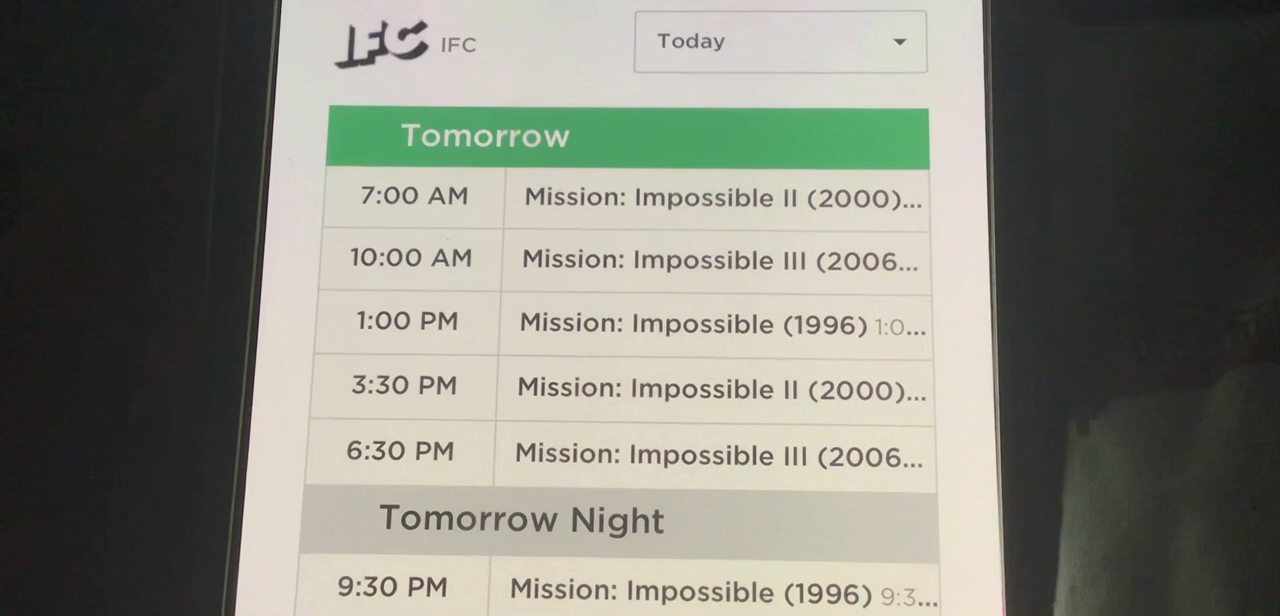 IFC IFC
Today
Tomorrow
7:00 AM Mission: Impossible II (2000)...
10:00 AM Mission: Impossible III (2006...
1:00 PM Mission: Impossible (1996) 1:0...
3:30 PM Mission: Impossible II (2000)...
6:30 PM Mission: Impossible III (2006...
Tomorrow Night
9:30 PM Mission: Impossible (1996) 9:3...